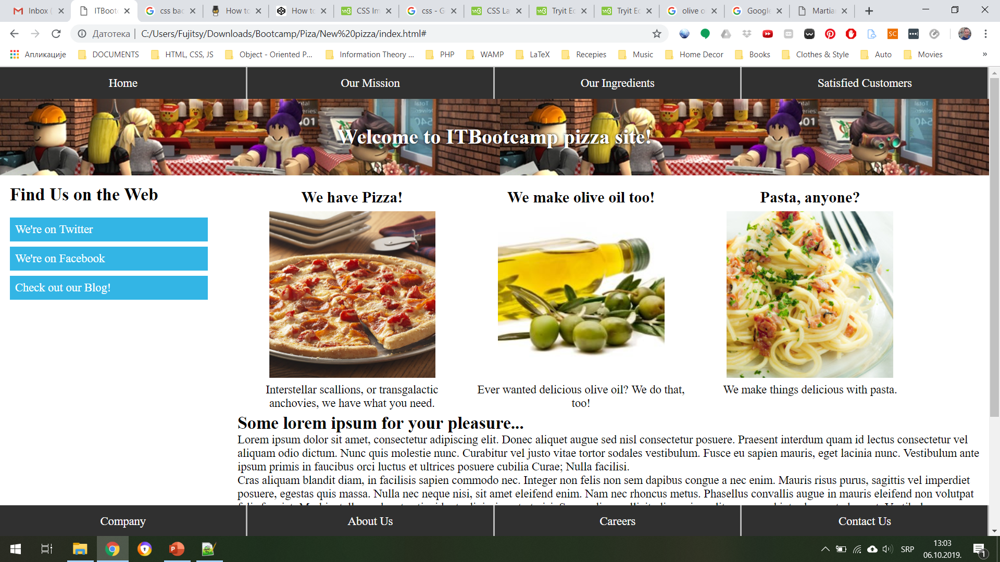 Inbox (
ITBoot
css bac
How to
How to
CSS Im
css - G
CSS La
Tryit Ec
Tryit Ec
olive o
Google
Martia
Датотека
C:/Users/Fujitsy/Downloads/Bootcamp/Piza/New%20pizza/index.html#
SC
Апликације
DOCUMENTS
HTML, CSS, JS
Object - Oriented P...
Information Theory ...
PHP
WAMP
LaTeX
Recepies
Music
Home Decor
Books
Clothes & Style
Auto
Movies
»
Home
Our Mission
Our Ingredients
Satisfied Customers
Welcome to ITBootcamp pizza site!
Find Us on the Web
We're on Twitter
We're on Facebook
Check out our Blog!
We have Pizza!
We make olive oil too!
Pasta, anyone?
Interstellar scallions, or transgalactic
anchovies, we have what you need.
Ever wanted delicious olive oil? We do that,
too!
We make things delicious with pasta.
Some lorem ipsum for your pleasure...
Lorem ipsum dolor sit amet, consectetur adipiscing elit. Donec aliquet augue sed nisl consectetur posuere. Praesent interdum quam id lectus consectetur vel
aliquam odio dictum. Nunc quis molestie nunc. Curabitur vel justo vitae tortor sodales vestibulum. Fusce eu sapien mauris, eget lacinia nunc. Vestibulum ante
ipsum primis in faucibus orci luctus et ultrices posuere cubilia Curae; Nulla facilisi.
Cras aliquam blandit diam, in facilisis sapien commodo nec. Integer non felis non sem dapibus congue a nec enim. Mauris risus purus, sagittis vel imperdiet
posuere, egestas quis massa. Nulla nec neque nisi, sit amet eleifend enim. Nam nec rhoncus metus. Phasellus convallis augue in mauris eleifend non volutpat
Company
About Us
Careers
Contact Us
SRP
13:03
06.10.2019.
1